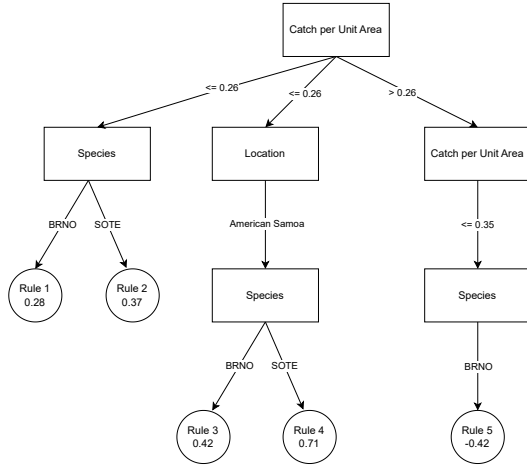 Catch per Unit Area
<= 0.26
<= 0.26
> 0.26
Species
Location
Catch per Unit Area
BRNO
SOTE
American Samoa
<= 0.35
Rule 1
0.28
Rule 2
0.37
Species
Species
BRNO
SOTE
BRNO
Rule 3
0.42
Rule 4
0.71
Rule 5
-0.42